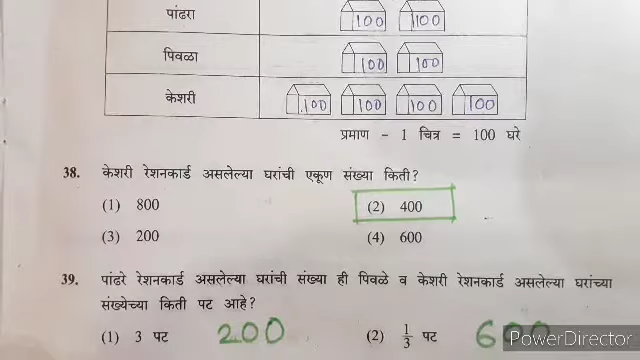 पांढरा 100 100
पिवळा 100 100
केशरी 100 100 100 100
प्रमाण - 1 चित्र = 100 घरे
38. केशरी रेशनकार्ड असलेल्या घरांची एकूण संख्या किती?
(1) 800 (2) 400
(3) 200 (4) 600
39. पांढरे रेशनकार्ड असलेल्या घरांची संख्या ही पिवळे व केशरी रेशनकार्ड असलेल्या घरांच्या
संख्येच्या किती पट आहे?
(1) 3 पट 200 (2) 1/3 पट 600
PowerDirector